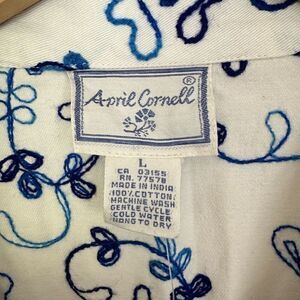 April Cornell ®
L
CA 03155
RN. 77578
MADE IN INDIA
100% COTTON
MACHINE WASH
GENTLE CYCLE
COLD WATER
HANG TO DRY